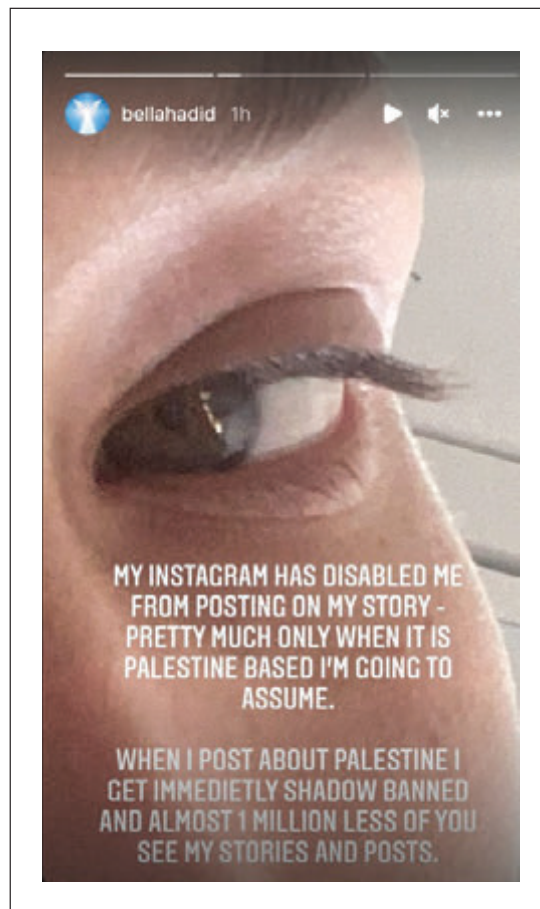 bellahadid 1h
MY INSTAGRAM HAS DISABLED ME
FROM POSTING ON MY STORY -
PRETTY MUCH ONLY WHEN IT IS
PALESTINE BASED I'M GOING TO
ASSUME.
WHEN I POST ABOUT PALESTINE I
GET IMMEDIETLY SHADOW BANNED
AND ALMOST 1 MILLION LESS OF YOU
SEE MY STORIES AND POSTS.